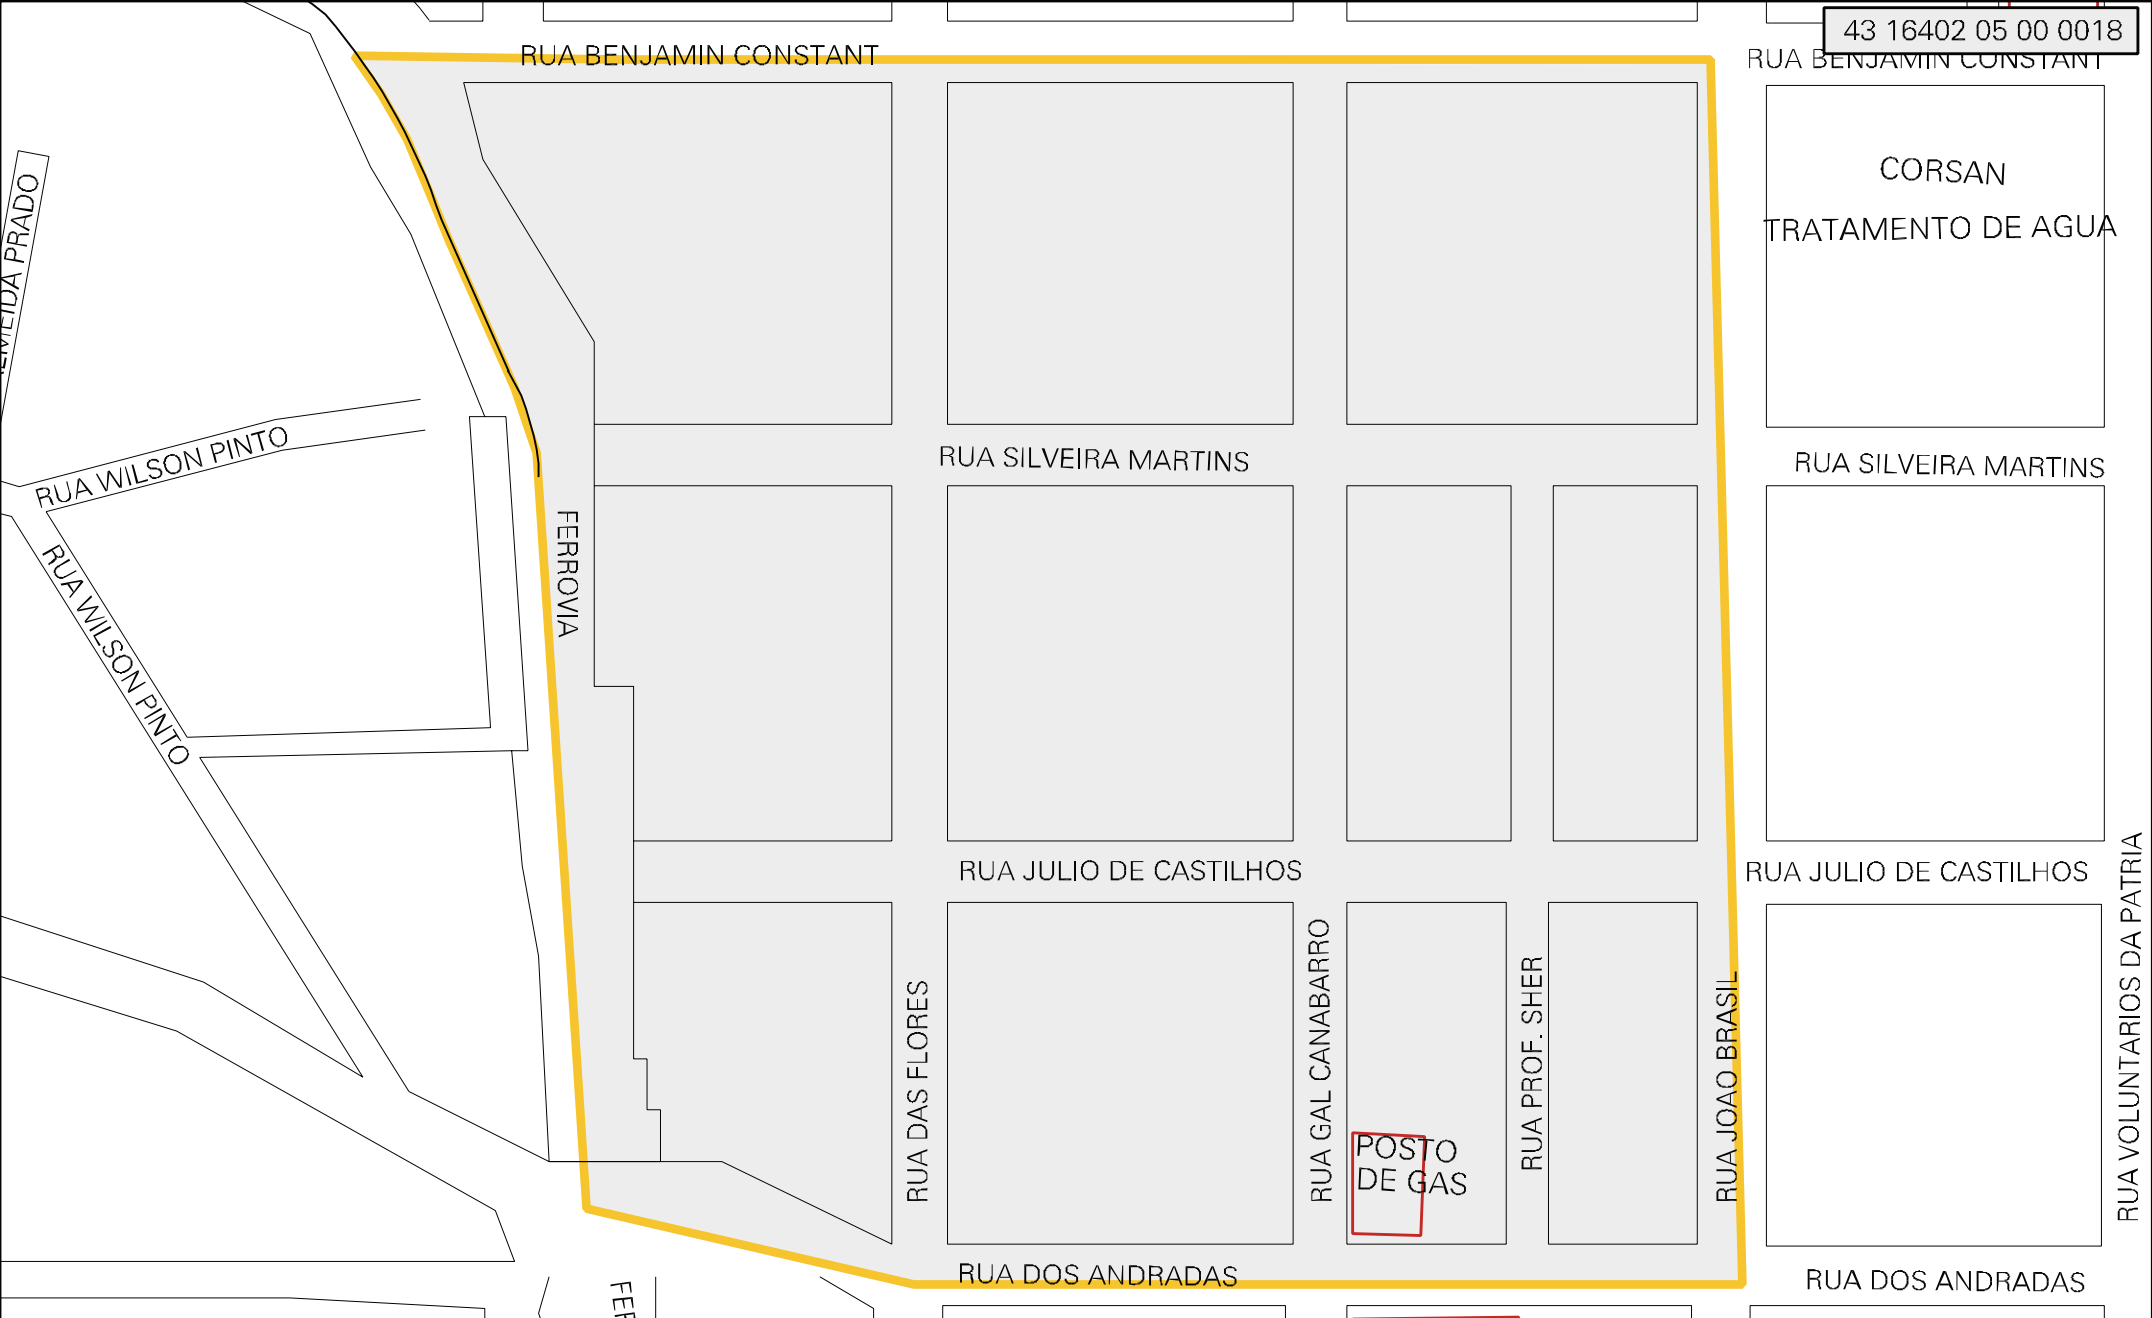 43 16402 05 00 0018
RUA BENJAMIN CONSTANT
RUA BENJAMIN CONSTANT
CORSAN
TRATAMENTO DE AGUA
PRADO
RUA WILSON PINTO
RUA SILVEIRA MARTINS
RUA SILVEIRA MARTINS
FERROVIA
RUA WILSON PINTO
RUA JULIO DE CASTILHOS
RUA JULIO DE CASTILHOS
RUA DAS FLORES
RUA GAL CANABARRO
RUA PROF. SHER
RUA JOAO BRASIL
RUA VOLUNTARIOS DA PATRIA
POSTO
DE GAS
RUA DOS ANDRADAS
RUA DOS ANDRADAS